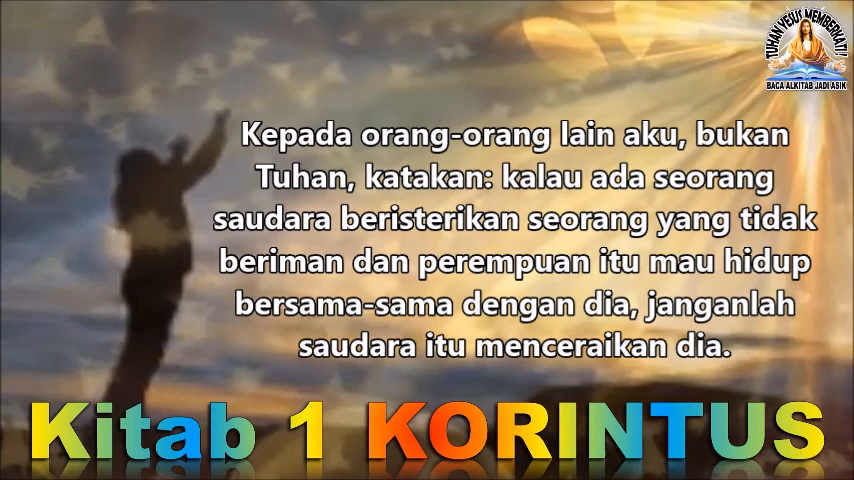 TUHAN YESUS MEMBERKATI!
BACA ALKITAB JADI ASIK
Kepada orang-orang lain aku, bukan
Tuhan, katakan: kalau ada seorang
saudara beristerikan seorang yang tidak
beriman dan perempuan itu mau hidup
bersama-sama dengan dia, janganlah
saudara itu menceraikan dia.
Kitab 1 KORINTUS